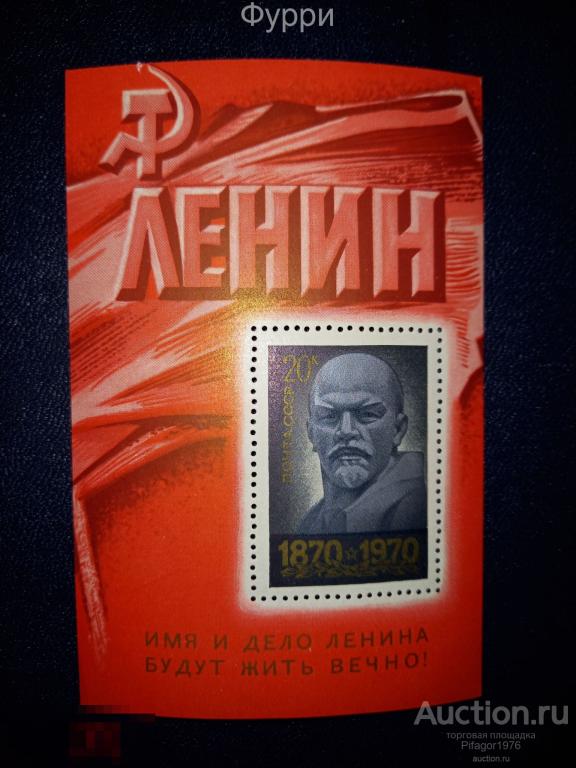 Фурри
ЛЕНИН
20к
ПОЧТА СССР
1870 1970
ИМЯ И ДЕЛО ЛЕНИНА
БУДУТ ЖИТЬ ВЕЧНО!
Auction.ru
торговая площадка
Pifagor1976
auction.ru